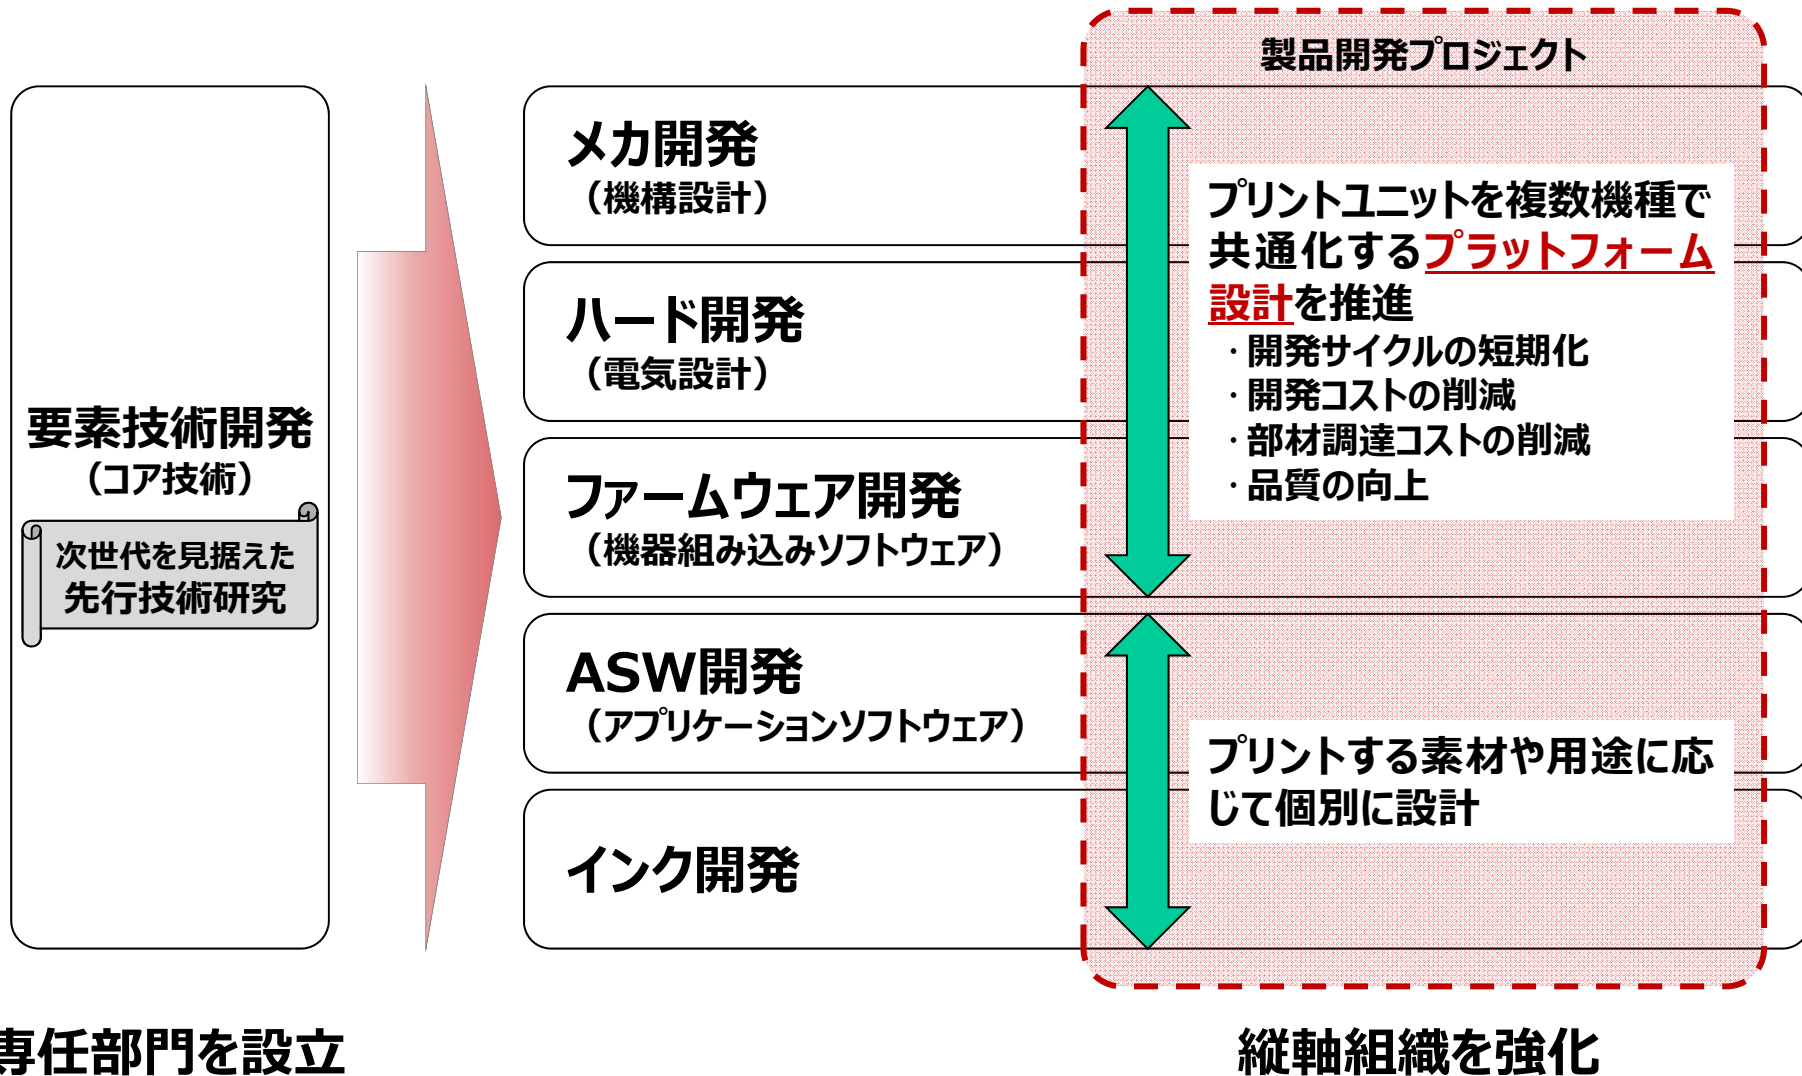 製品開発プロジェクト
要素技術開発
（コア技術）
次世代を見据えた
先行技術研究
メカ開発
（機構設計）
ハード開発
（電気設計）
ファームウェア開発
（機器組み込みソフトウェア）
ASW開発
（アプリケーションソフトウェア）
インク開発
プリントユニットを複数機種で
共通化するプラットフォーム
設計を推進
・開発サイクルの短期化
・開発コストの削減
・部材調達コストの削減
・品質の向上
プリントする素材や用途に応
じて個別に設計
専任部門を設立
縦軸組織を強化